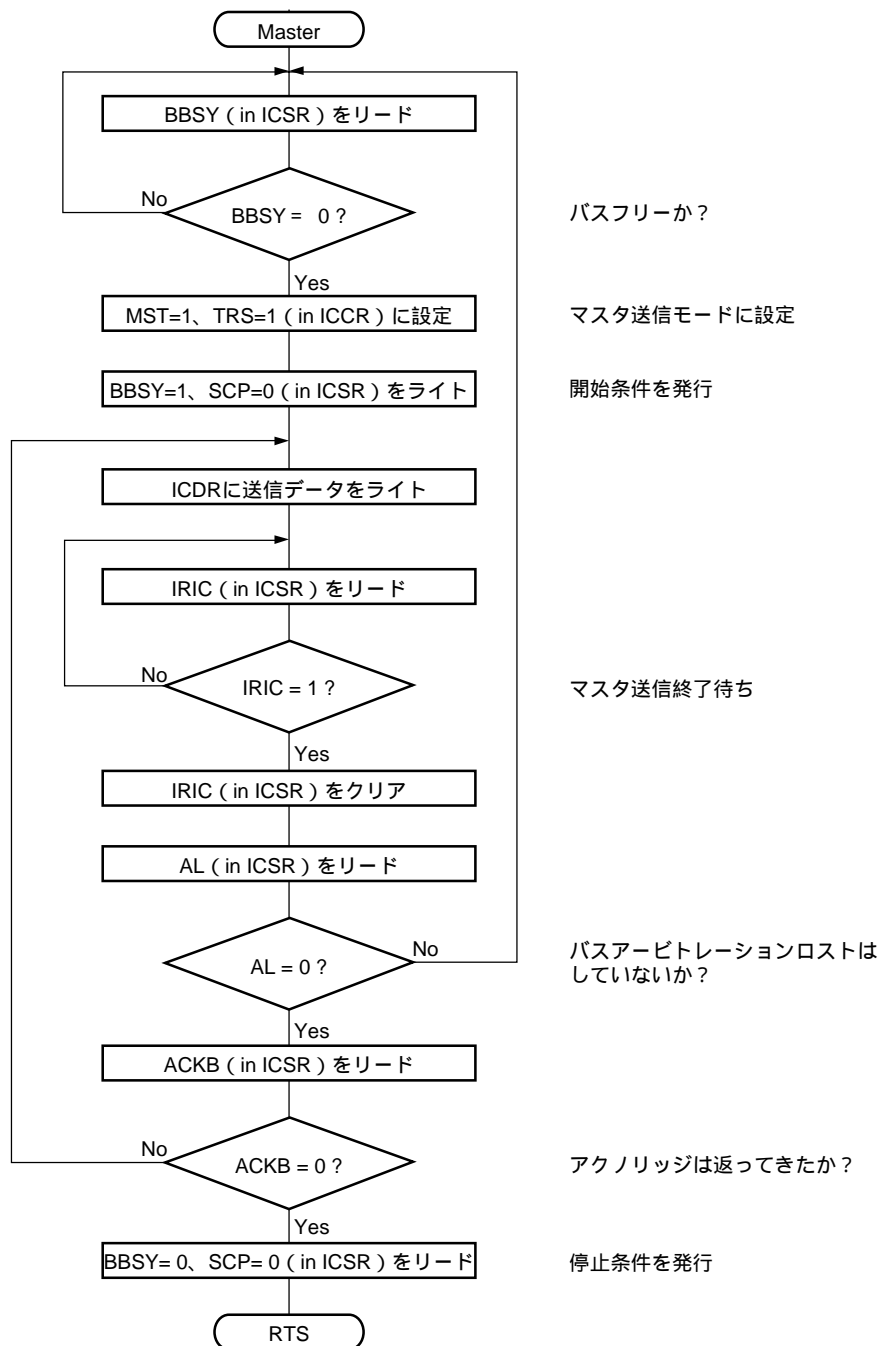 Master
BBSY（in ICSR）をリード
No
BBSY =　0 ?
バスフリーか？
Yes
MST=1、TRS=1（in ICCR）に設定
マスタ送信モードに設定
BBSY=1、SCP=0（in ICSR）をライト
開始条件を発行
ICDRに送信データをライト
IRIC（in ICSR）をリード
No
IRIC = 1 ?
マスタ送信終了待ち
Yes
IRIC（in ICSR）をクリア
AL（in ICSR）をリード
AL = 0 ?
No
バスアービトレーションロストは
していないか？
Yes
ACKB（in ICSR）をリード
No
ACKB = 0 ?
アクノリッジは返ってきたか？
Yes
BBSY= 0、SCP= 0（in ICSR）をリード
停止条件を発行
RTS